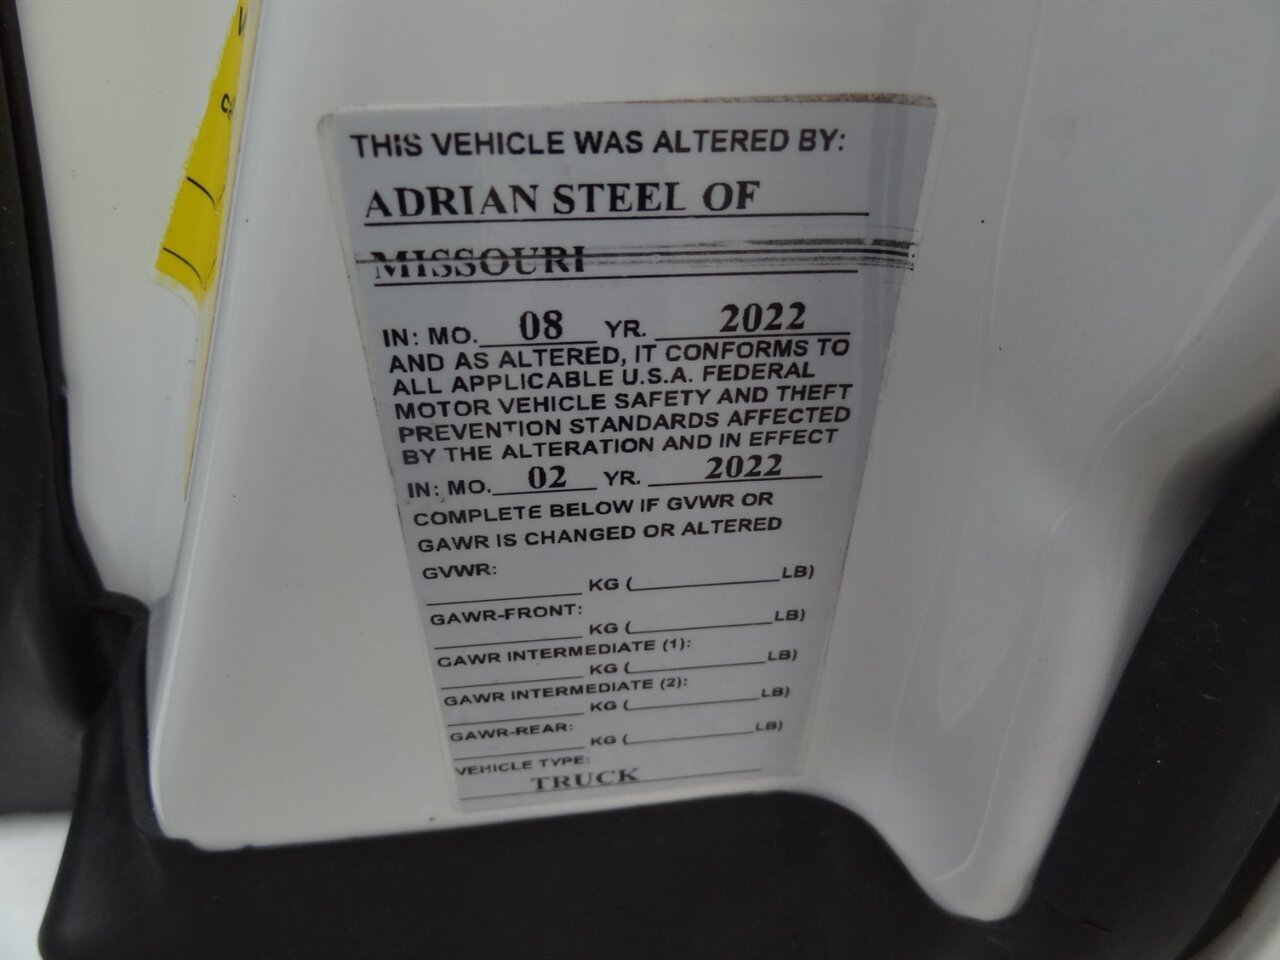 THIS VEHICLE WAS ALTERED BY:
ADRIAN STEEL OF
MISSOURI
IN: MO. 08 YR. 2022
AND AS ALTERED, IT CONFORMS TO
ALL APPLICABLE U.S.A. FEDERAL
MOTOR VEHICLE SAFETY AND THEFT
PREVENTION STANDARDS AFFECTED
BY THE ALTERATION AND IN EFFECT
IN: MO. 02 YR. 2022
COMPLETE BELOW IF GVWR OR
GAWR IS CHANGED OR ALTERED
GVWR:
KG ( LB)
GAWR-FRONT:
KG ( LB)
GAWR INTERMEDIATE (1):
KG ( LB)
GAWR INTERMEDIATE (2):
KG ( LB)
GAWR-REAR:
KG ( LB)
VEHICLE TYPE:
TRUCK